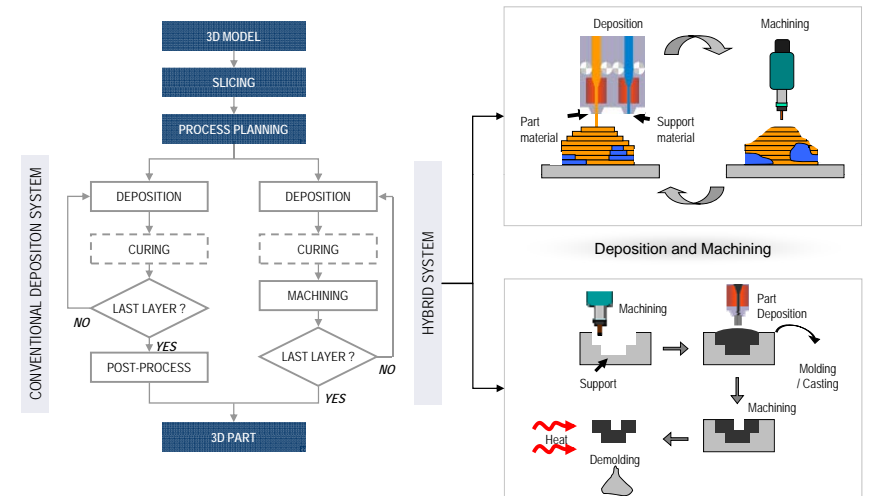 3D MODEL
SLICING
PROCESS PLANNING
CONVENTIONAL DEPOSITON SYSTEM
DEPOSITION
CURING
LAST LAYER ?
NO
YES
POST-PROCESS
DEPOSITION
CURING
MACHINING
LAST LAYER ?
NO
YES
3D PART
HYBRID SYSTEM
Deposition
Machining
Part
material
Support
material
Deposition and Machining
Machining
Support
Part
Deposition
Molding
/ Casting
Machining
Heat
Demolding